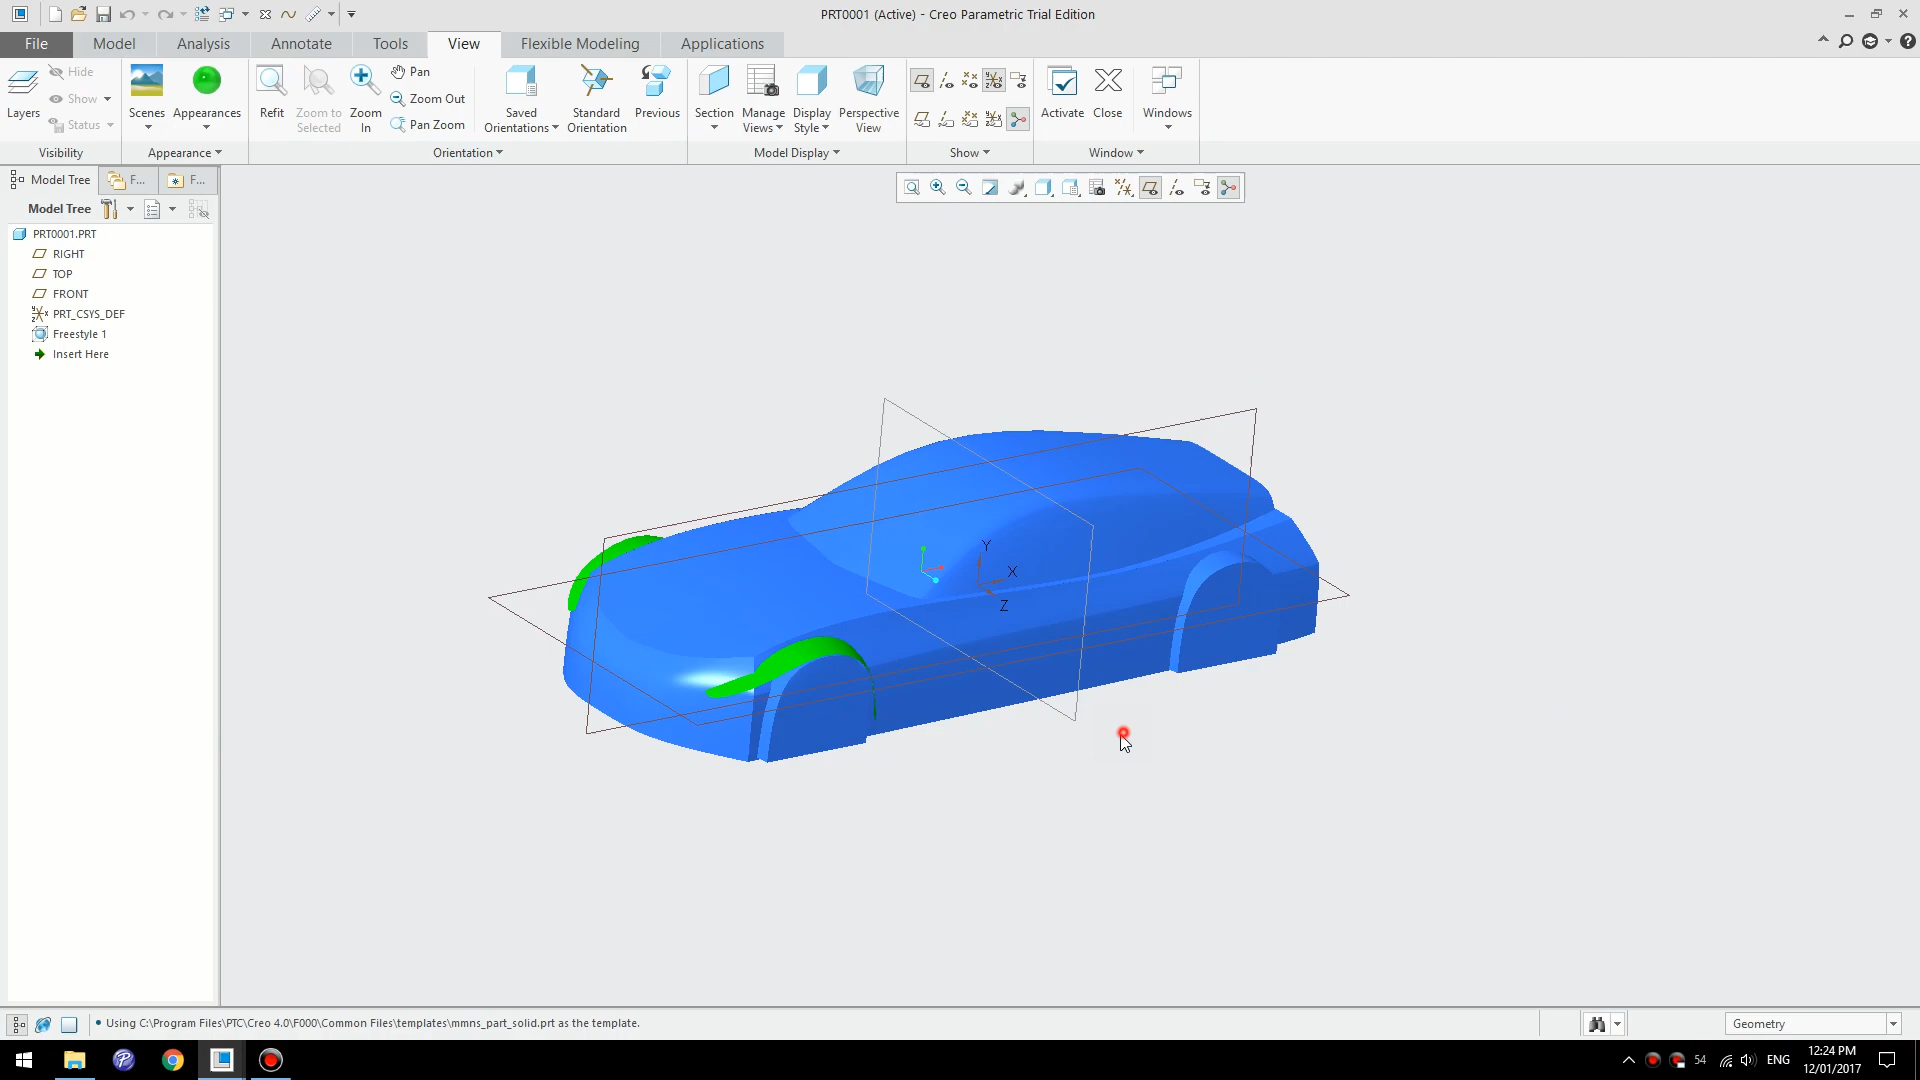 PRT0001 (Active) - Creo Parametric Trial Edition
File Model Analysis Annotate Tools View Flexible Modeling Applications
Layers
Hide
Show
Status
Scenes
Appearances
Refit
Zoom to Selected
Zoom In
Pan
Zoom Out
Pan Zoom
Saved Orientations
Standard Orientation
Previous
Section
Manage Views
Display Style
Perspective View
Activate
Close
Windows
Visibility
Appearance
Orientation
Model Display
Show
Window
Model Tree
F...
F...
Model Tree
PRT0001.PRT
RIGHT
TOP
FRONT
PRT_CSYS_DEF
Freestyle 1
Insert Here
Y
X
Z
• Using C:\Program Files\PTC\Creo 4.0\F000\Common Files\templates\mmns_part_solid.prt as the template.
Geometry
54
ENG
12:24 PM
12/01/2017